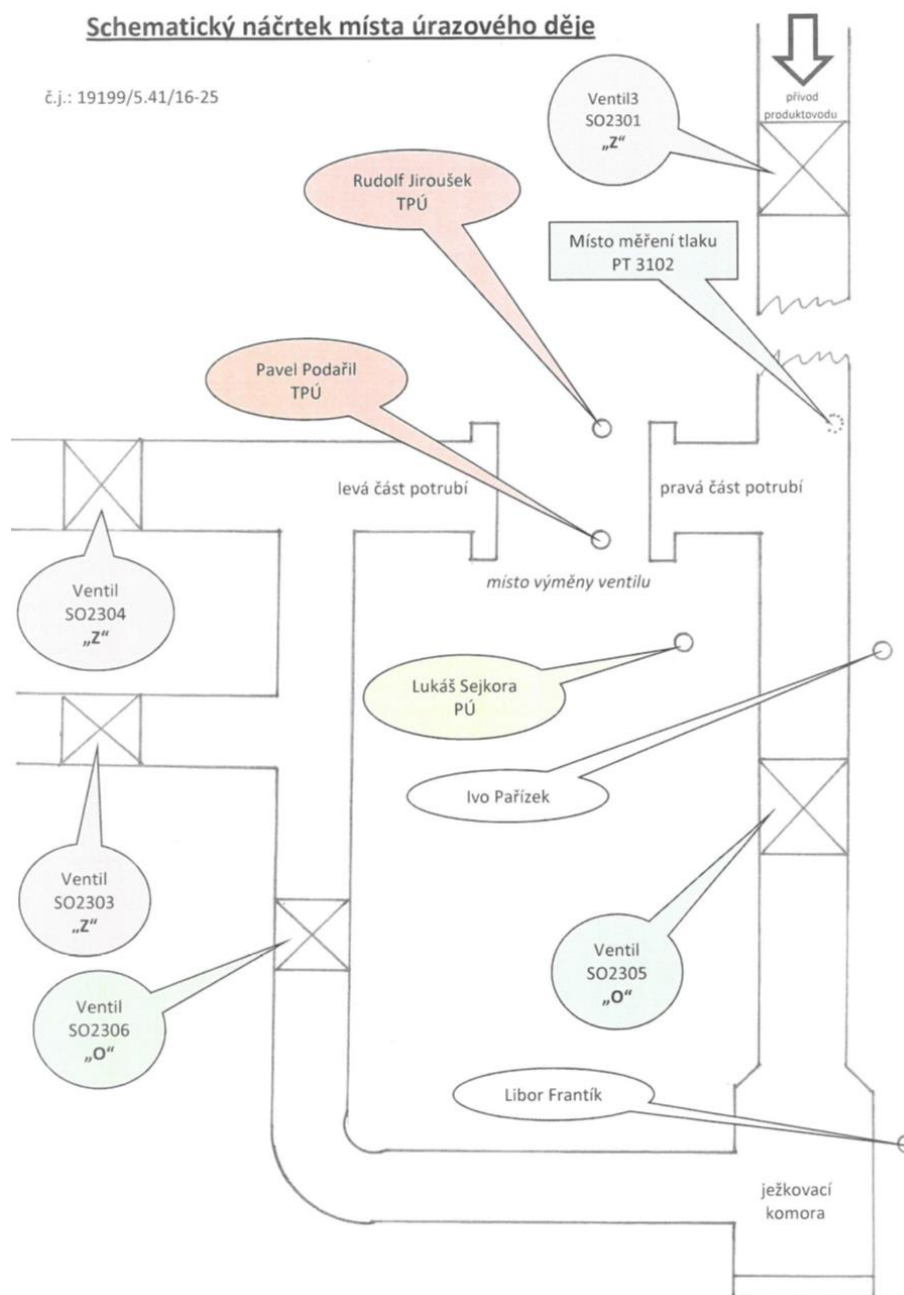 Schematický náčrtek místa úrazového děje
č.j.: 19199/5.41/16-25
přívod
produktovodu
Ventil3
SO2301
„Z“
Rudolf Jiroušek
TPÚ
Místo měření tlaku
PT 3102
Pavel Podařil
TPÚ
levá část potrubí
pravá část potrubí
místo výměny ventilu
Ventil
SO2304
„Z“
Lukáš Sejkora
PÚ
Ivo Pařízek
Ventil
SO2303
„Z“
Ventil
SO2305
„O“
Ventil
SO2306
„O“
Libor Frantík
ježkovací
komora